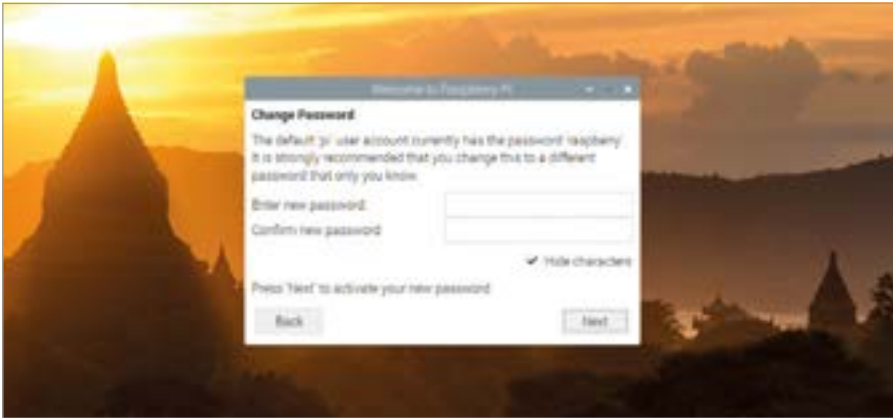 Welcome to Raspberry Pi
Change Password
The default 'pi' user account currently has the password 'raspberry'.
It is strongly recommended that you change this to a different
password that only you know.
Enter new password:
Confirm new password:
Hide characters
Press 'Next' to activate your new password.
Back
Next